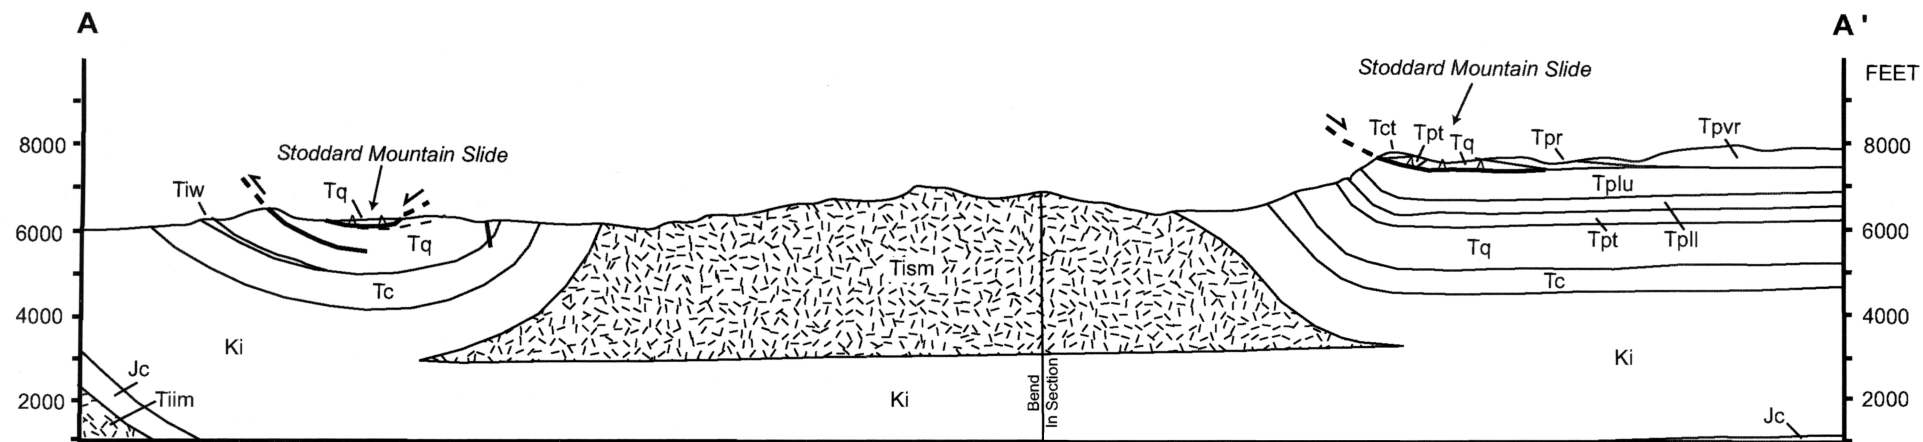 A
A '
FEET
Stoddard Mountain Slide
Tct
Tpt
Tq
Tpr
Tpvr
8000
8000
Stoddard Mountain Slide
Tiw
Tq
Tplu
6000
6000
Tq
Tq
Tpt
Tpll
Tism
Tc
Tc
4000
4000
Ki
Ki
Jc
Tiim
2000
2000
Ki
Bend
In Section
Jc